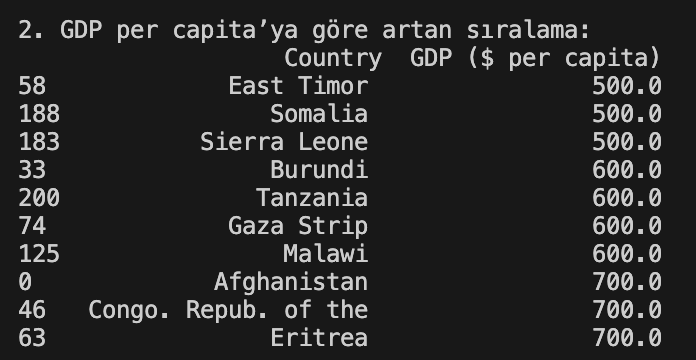 2. GDP per capita’ya göre artan sıralama:
Country GDP ($ per capita)
58 East Timor 500.0
188 Somalia 500.0
183 Sierra Leone 500.0
33 Burundi 600.0
200 Tanzania 600.0
74 Gaza Strip 600.0
125 Malawi 600.0
0 Afghanistan 700.0
46 Congo. Repub. of the 700.0
63 Eritrea 700.0